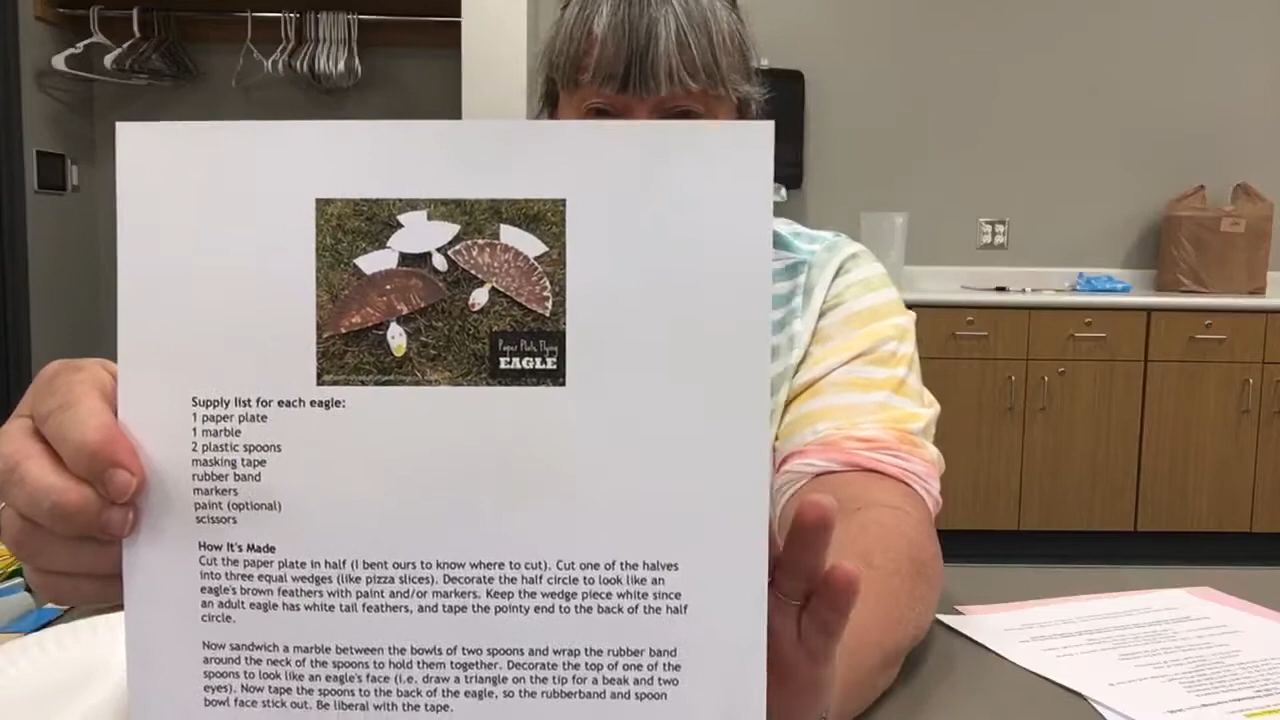 Paper Plate Flying
EAGLE
Supply list for each eagle:
1 paper plate
1 marble
2 plastic spoons
masking tape
rubber band
markers
paint (optional)
scissors
How It's Made
Cut the paper plate in half (I bent ours to know where to cut). Cut one of the halves
into three equal wedges (like pizza slices). Decorate the half circle to look like an
eagle's brown feathers with paint and/or markers. Keep the wedge piece white since
an adult eagle has white tail feathers, and tape the pointy end to the back of the half
circle.
Now sandwich a marble between the bowls of two spoons and wrap the rubber band
around the neck of the spoons to hold them together. Decorate the top of one of the
spoons to look like an eagle's face (i.e. draw a triangle on the tip for a beak and two
eyes). Now tape the spoons to the back of the eagle, so the rubberband and spoon
bowl face stick out. Be liberal with the tape.